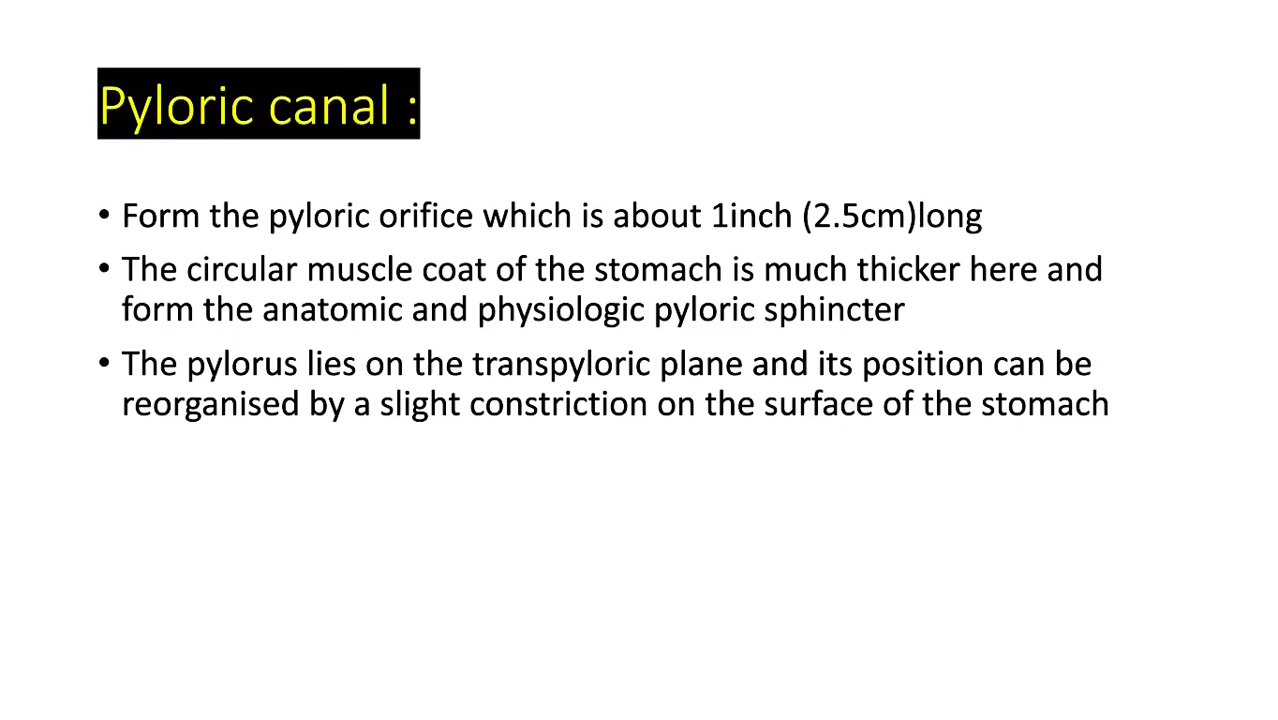 Pyloric canal :
• Form the pyloric orifice which is about 1inch (2.5cm)long
• The circular muscle coat of the stomach is much thicker here and
form the anatomic and physiologic pyloric sphincter
• The pylorus lies on the transpyloric plane and its position can be
reorganised by a slight constriction on the surface of the stomach